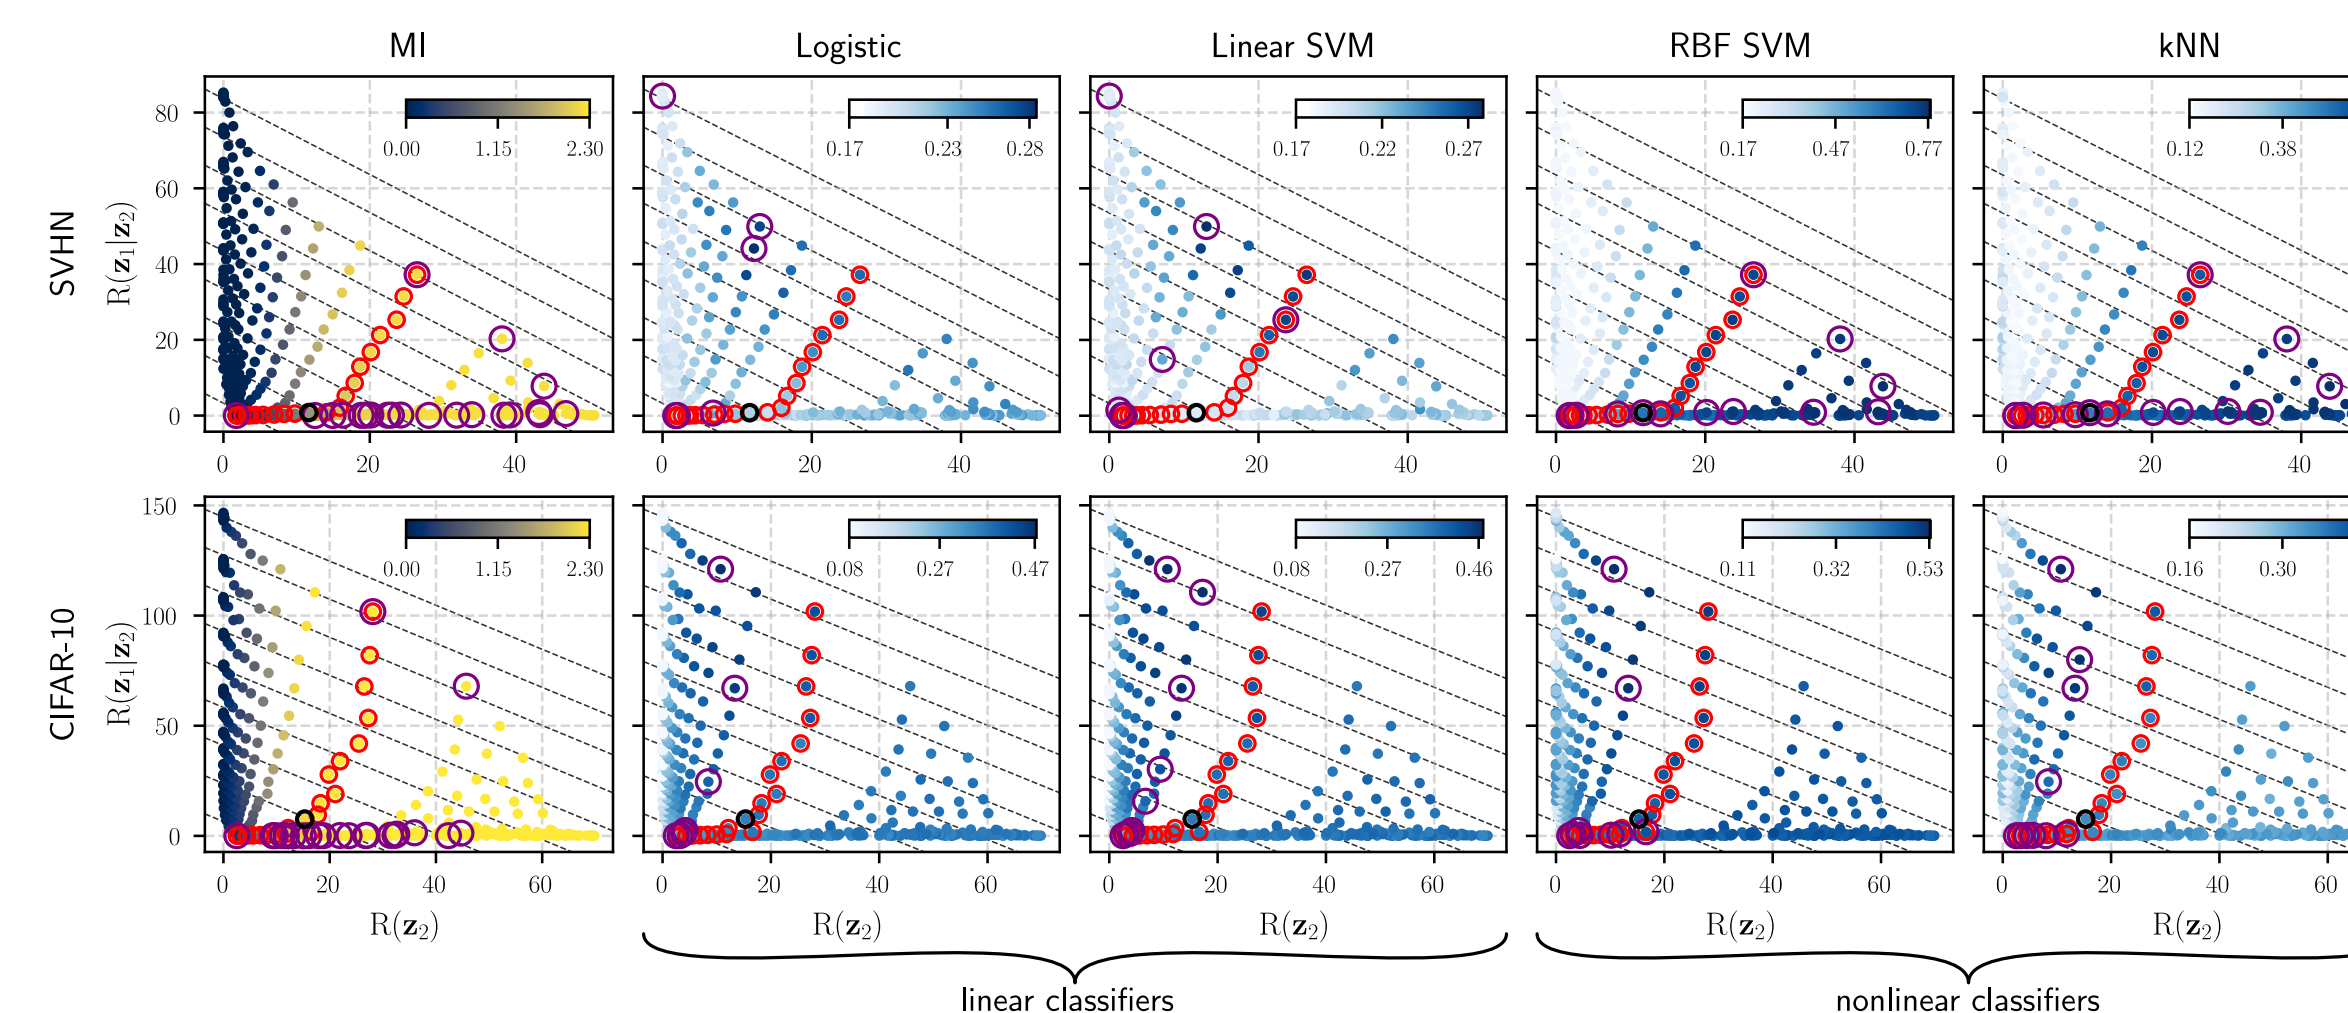 MI Logistic Linear SVM RBF SVM kNN
SVHN
R(z₁|z₂)
80
60
40
20
0
0.00 1.15 2.30
0.17 0.23 0.28
0.17 0.22 0.27
0.17 0.47 0.77
0.12 0.38
0 20 40
0 20 40
0 20 40
0 20 40
0 20 40
CIFAR-10
R(z₁|z₂)
150
100
50
0
0.00 1.15 2.30
0.08 0.27 0.47
0.08 0.27 0.46
0.11 0.32 0.53
0.16 0.30
0 20 40 60
0 20 40 60
0 20 40 60
0 20 40 60
0 20 40 60
R(z₂) R(z₂) R(z₂) R(z₂) R(z₂)
linear classifiers nonlinear classifiers